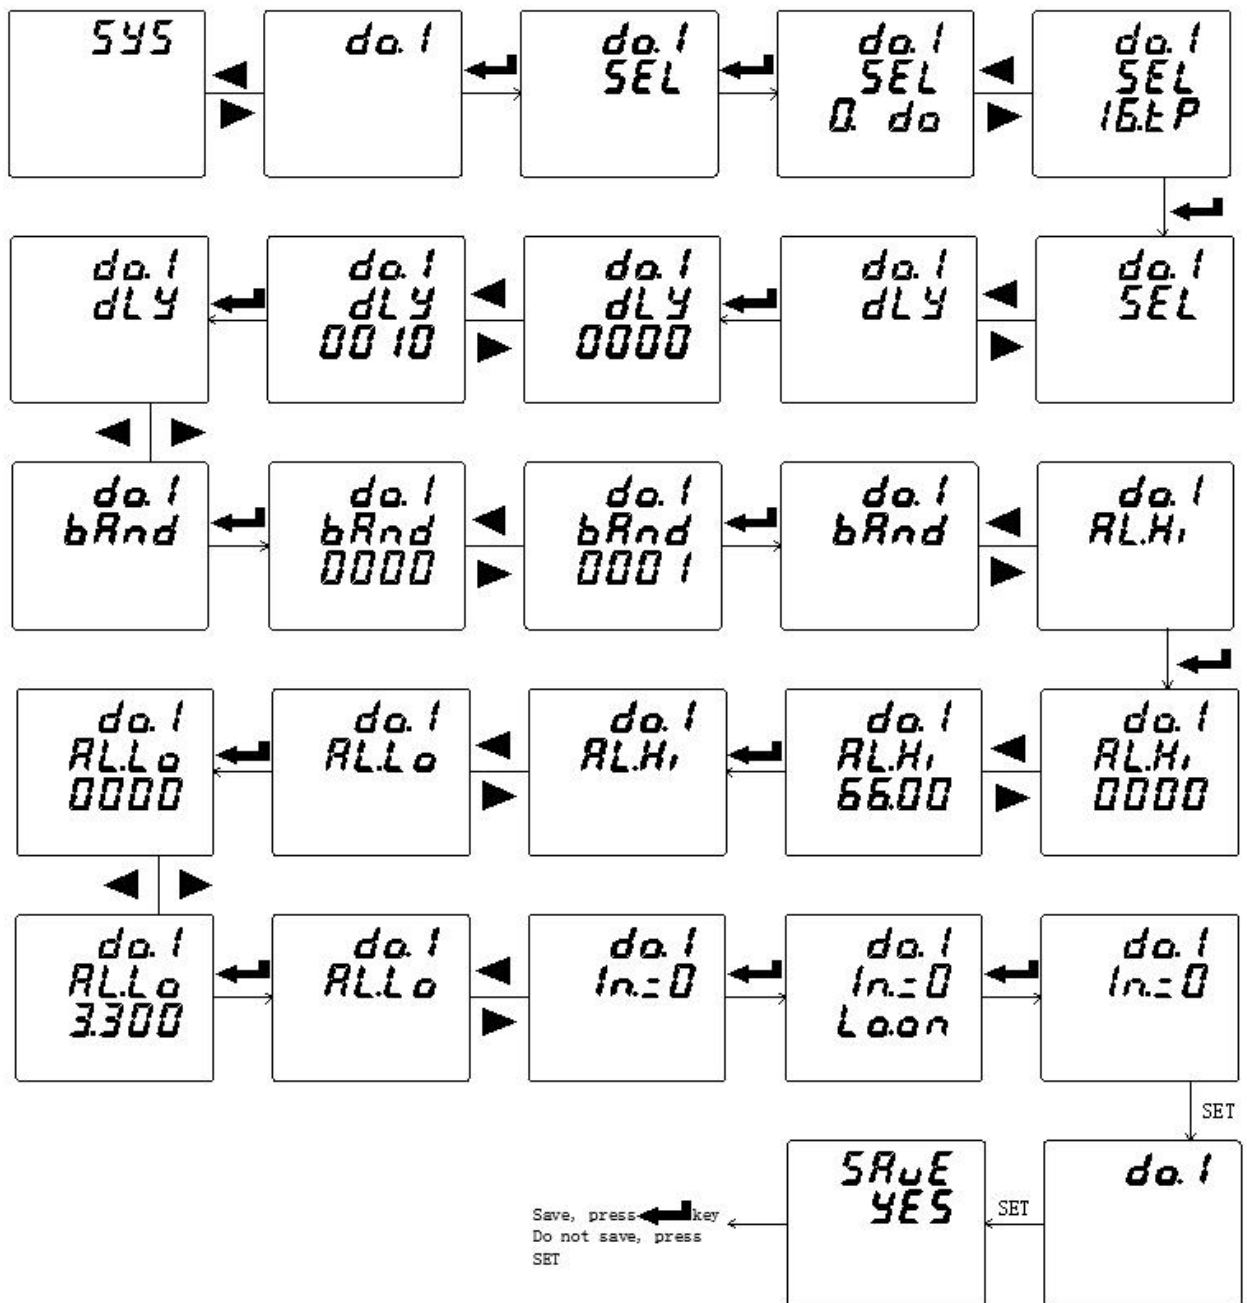 SYS
do.1
do.1
SEL
do.1
SEL
0. do
do.1
SEL
16.tP
do.1
dLY
do.1
dLY
0010
do.1
dLY
0000
do.1
dLY
do.1
SEL
do.1
bAnd
do.1
bAnd
0000
do.1
bAnd
0001
do.1
bAnd
do.1
AL.Hi
do.1
AL.Lo
0000
do.1
AL.Lo
do.1
AL.Hi
do.1
AL.Hi
66.00
do.1
AL.Hi
0000
do.1
AL.Lo
3.300
do.1
AL.Lo
do.1
In.=0
do.1
In.=0
Lo.on
do.1
In.=0
SET
SAvE
YES
SET
do.1
Save, press key
Do not save, press
SET